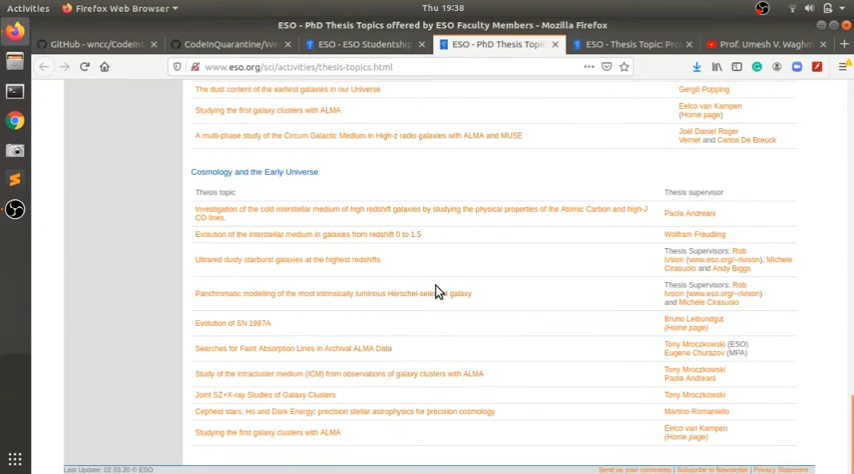 Activities Firefox Web Browser Thu 19:38
ESO - PhD Thesis Topics offered by ESO Faculty Members - Mozilla Firefox
GitHub - wncc/CodeInQ CodeInQuarantine/We ESO - ESO Studentship ESO - PhD Thesis Topic ESO - Thesis Topic: Pro Prof. Umesh V. Waghm
www.eso.org/sci/activities/thesis-topics.html
The dust content of the earliest galaxies in our Universe Gergö Popping
Studying the first galaxy clusters with ALMA Eelco van Kampen
(Home page)
A multi-phase study of the Circum Galactic Medium in High-z radio galaxies with ALMA and MUSE Joël Daniel Roger
Vernet and Carlos De Breuck
Cosmology and the Early Universe
Thesis topic Thesis supervisor
Investigation of the cold interstellar medium of high redshift galaxies by studying the physical properties of the Atomic Carbon and high-J Paola Andreani
CO lines.
Evolution of the interstellar medium in galaxies from redshift 0 to 1.5 Wolfram Freudling
Ultrared dusty starburst galaxies at the highest redshifts Thesis Supervisors: Rob
Ivsion (www.eso.org/~rivison), Michele
Cirasuolo and Andy Biggs
Panchromatic modelling of the most intrinsically luminous Herschel-selected galaxy Thesis Supervisors: Rob
Ivsion (www.eso.org/~rivison)
and Michele Cirasuolo
Evolution of SN 1987A Bruno Leibundgut
(Home page)
Searches for Faint Absorption Lines in Archival ALMA Data Tony Mroczkowski (ESO)
Eugene Churazov (MPA)
Study of the intracluster medium (ICM) from observations of galaxy clusters with ALMA Tony Mroczkowski
Paola Andreani
Joint SZ+X-ray Studies of Galaxy Clusters Tony Mroczkowski
Cepheid stars, Ho and Dark Energy: precision stellar astrophysics for precision cosmology Martino Romaniello
Studying the first galaxy clusters with ALMA Eelco van Kampen
(Home page)
Last Update: 02.03.20 © ESO Send us your comments | Subscribe to Newsletter | Privacy Statement